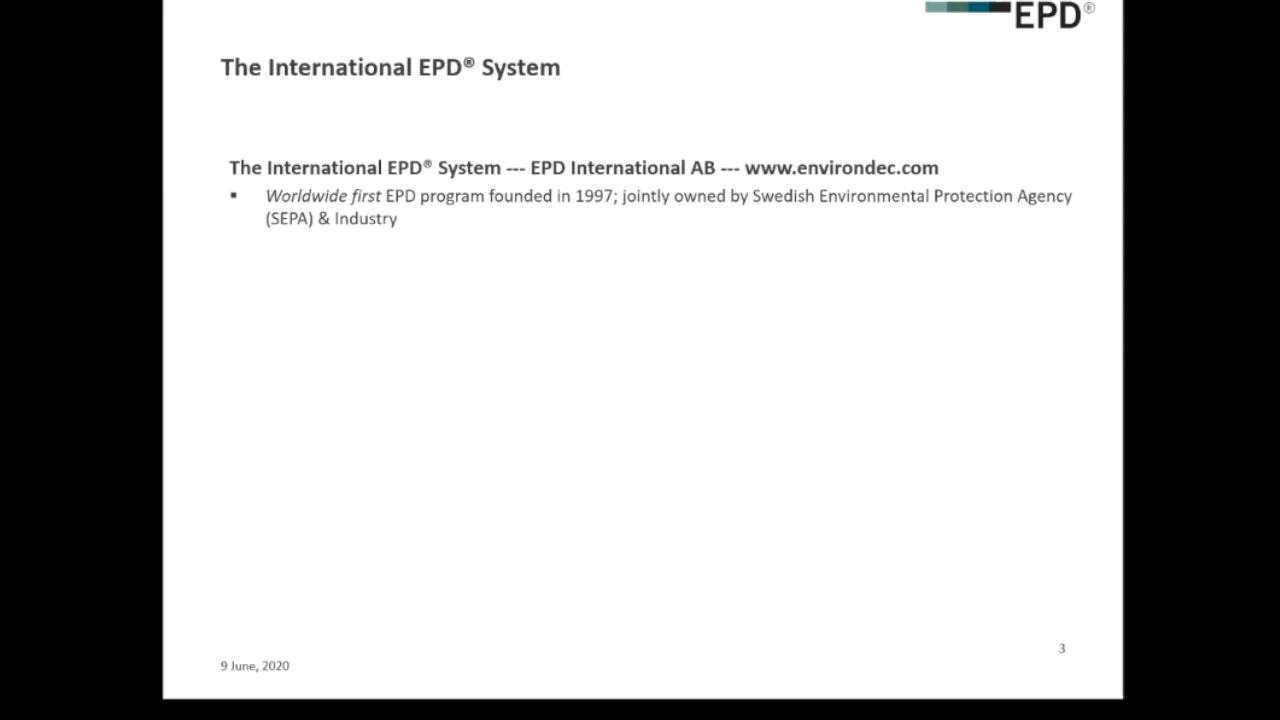 EPD®
The International EPD® System
The International EPD® System --- EPD International AB --- www.environdec.com
▪ Worldwide first EPD program founded in 1997; jointly owned by Swedish Environmental Protection Agency
(SEPA) & Industry
3
9 June, 2020